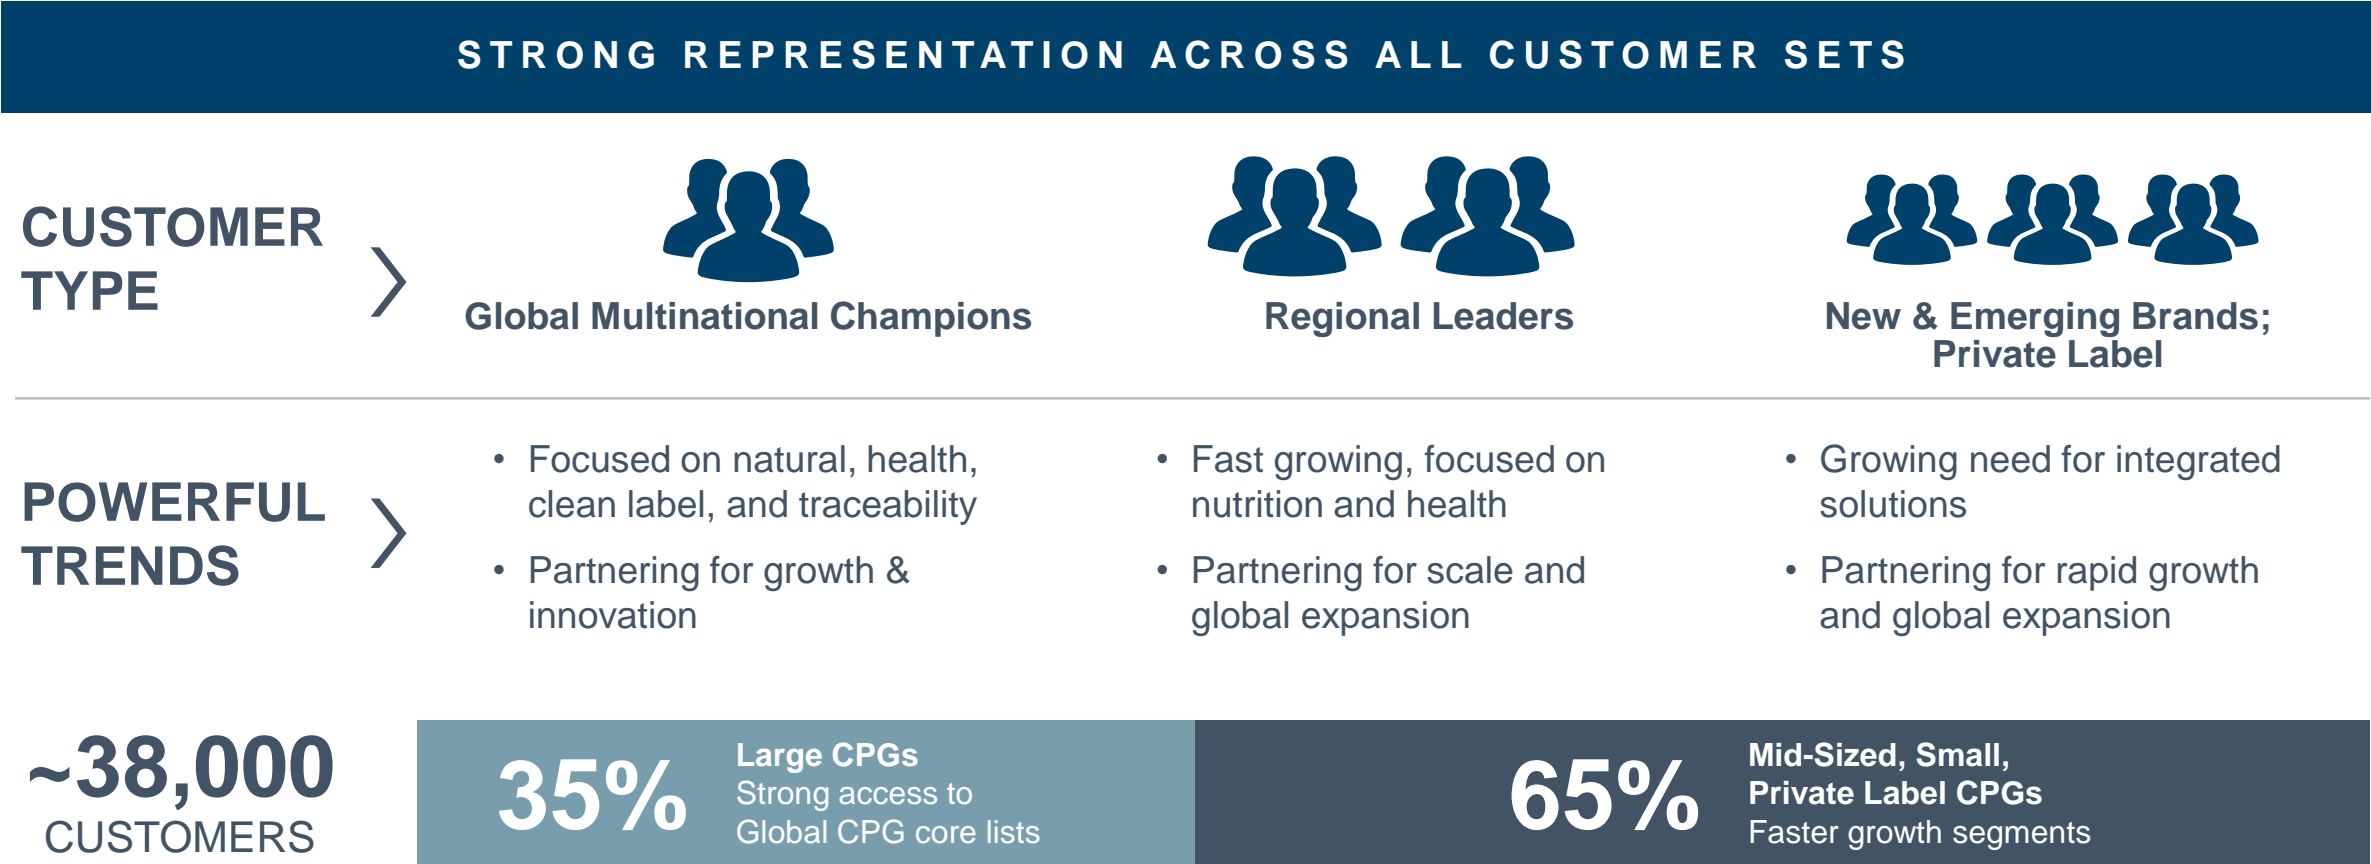 STRONG REPRESENTATION ACROSS ALL CUSTOMER SETS
CUSTOMER
TYPE
Global Multinational Champions
Regional Leaders
New & Emerging Brands;
Private Label
POWERFUL
TRENDS
• Focused on natural, health,
clean label, and traceability
• Partnering for growth &
innovation
• Fast growing, focused on
nutrition and health
• Partnering for scale and
global expansion
• Growing need for integrated
solutions
• Partnering for rapid growth
and global expansion
~38,000
CUSTOMERS
35%
Large CPGs
Strong access to
Global CPG core lists
65%
Mid-Sized, Small,
Private Label CPGs
Faster growth segments